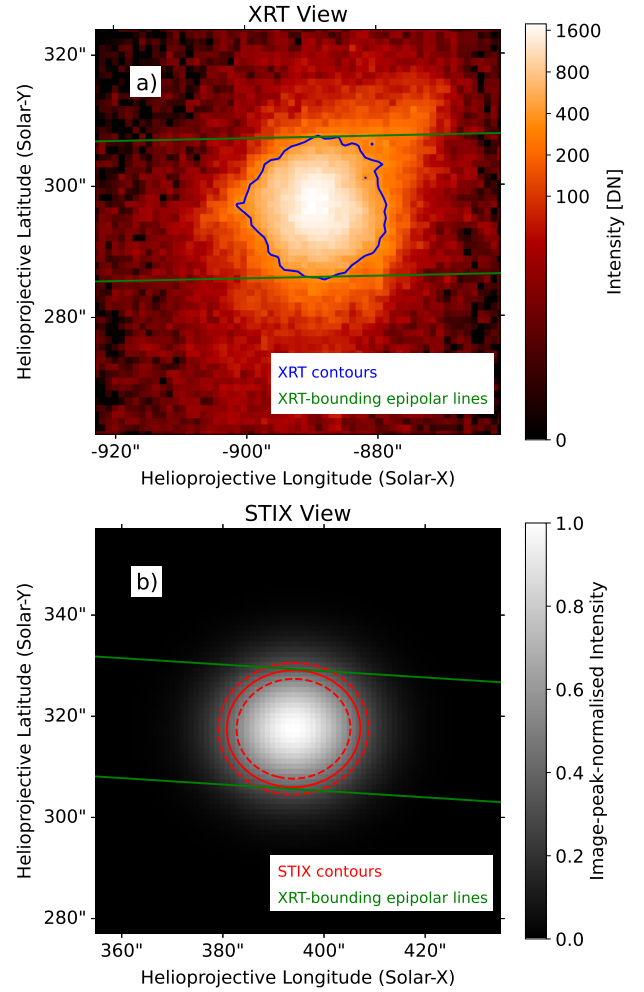 XRT View
a)
320"
300"
280"
Helioprojective Latitude (Solar-Y)
-920"
-900"
-880"
Helioprojective Longitude (Solar-X)
XRT contours
XRT-bounding epipolar lines
1600
800
400
200
100
0
Intensity [DN]
STIX View
b)
340"
320"
300"
280"
Helioprojective Latitude (Solar-Y)
360"
380"
400"
420"
Helioprojective Longitude (Solar-X)
STIX contours
XRT-bounding epipolar lines
1.0
0.8
0.6
0.4
0.2
0.0
Image-peak-normalised Intensity